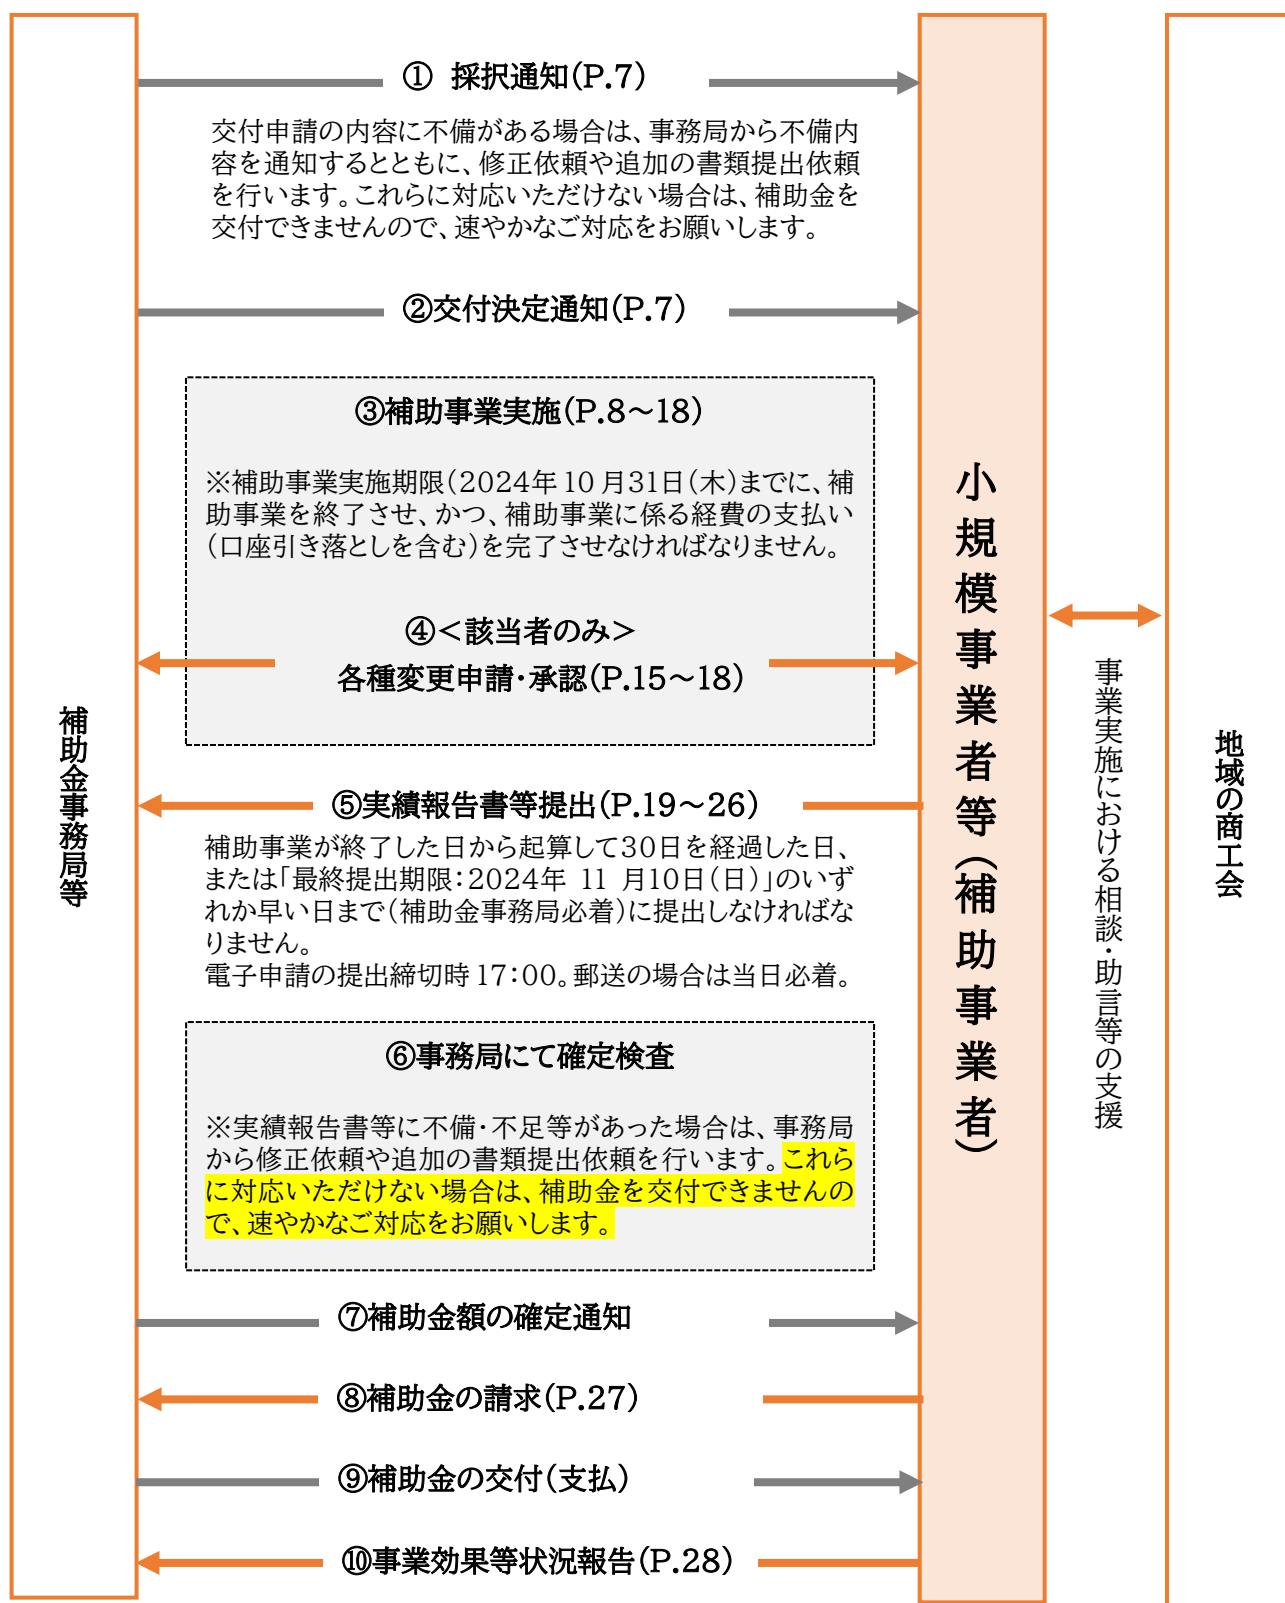 ① 採択通知(P.7)
交付申請の内容に不備がある場合は、事務局から不備内
容を通知するとともに、修正依頼や追加の書類提出依頼
を行います。これらに対応いただけない場合は、補助金を
交付できませんので、速やかなご対応をお願いします。
②交付決定通知(P.7)
③補助事業実施(P.8～18)
※補助事業実施期限(2024年10月31日(木)までに、補
助事業を終了させ、かつ、補助事業に係る経費の支払い
(口座引き落としを含む)を完了させなければなりません。
④<該当者のみ>
各種変更申請・承認(P.15～18)
⑤実績報告書等提出(P.19～26)
補助事業が終了した日から起算して30日を経過した日、
または「最終提出期限:2024年 11 月10日(日)」のいず
れか早い日まで(補助金事務局必着)に提出しなければな
りません。
電子申請の提出締切時17:00。郵送の場合は当日必着。
⑥事務局にて確定検査
※実績報告書等に不備・不足等があった場合は、事務局
から修正依頼や追加の書類提出依頼を行います。これら
に対応いただけない場合は、補助金を交付できませんの
で、速やかなご対応をお願いします。
⑦補助金額の確定通知
⑧補助金の請求(P.27)
⑨補助金の交付(支払)
⑩事業効果等状況報告(P.28)
補助金事務局等
小規模事業者等(補助事業者)
事業実施における相談・助言等の支援
地域の商工会